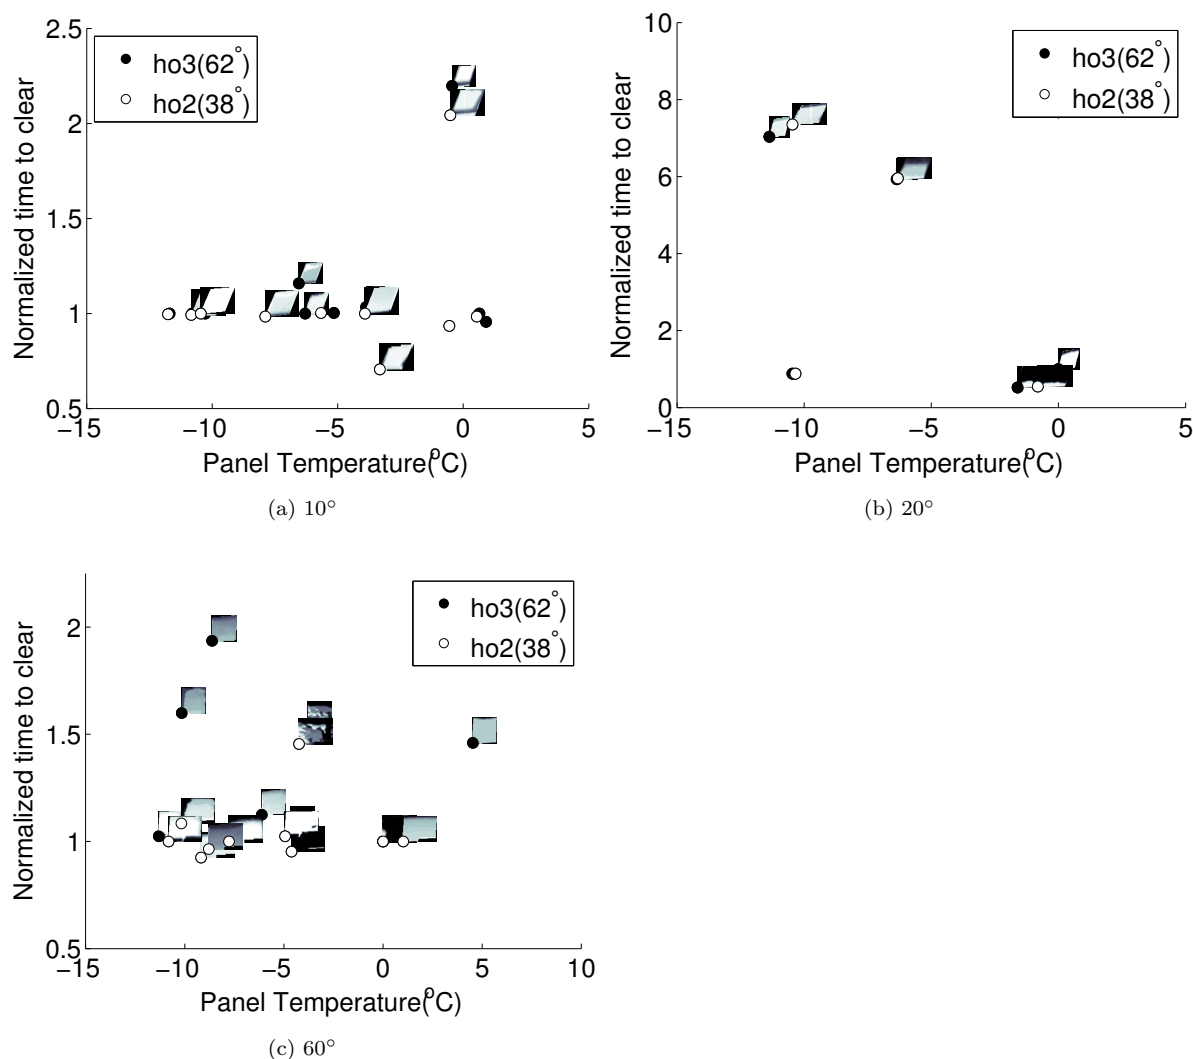 2.5
2
1.5
1
0.5
−15
−10
−5
0
5
Normalized time to clear
Panel Temperature(°C)
ho3(62°)
ho2(38°)
(a) 10°
10
8
6
4
2
0
−15
−10
−5
0
5
Normalized time to clear
Panel Temperature(°C)
ho3(62°)
ho2(38°)
(b) 20°
2
1.5
1
0.5
−15
−10
−5
0
5
10
Normalized time to clear
Panel Temperature(°C)
ho3(62°)
ho2(38°)
(c) 60°